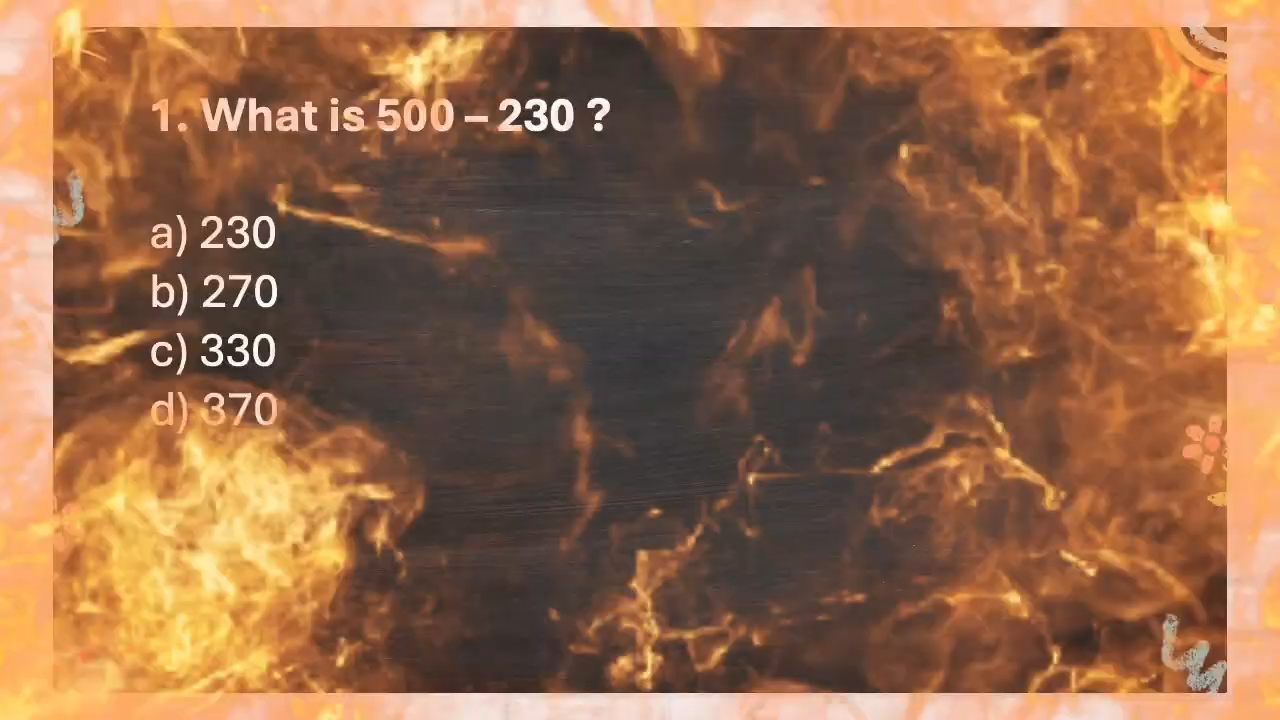 1. What is 500 – 230 ?
a) 230
b) 270
c) 330
d) 370